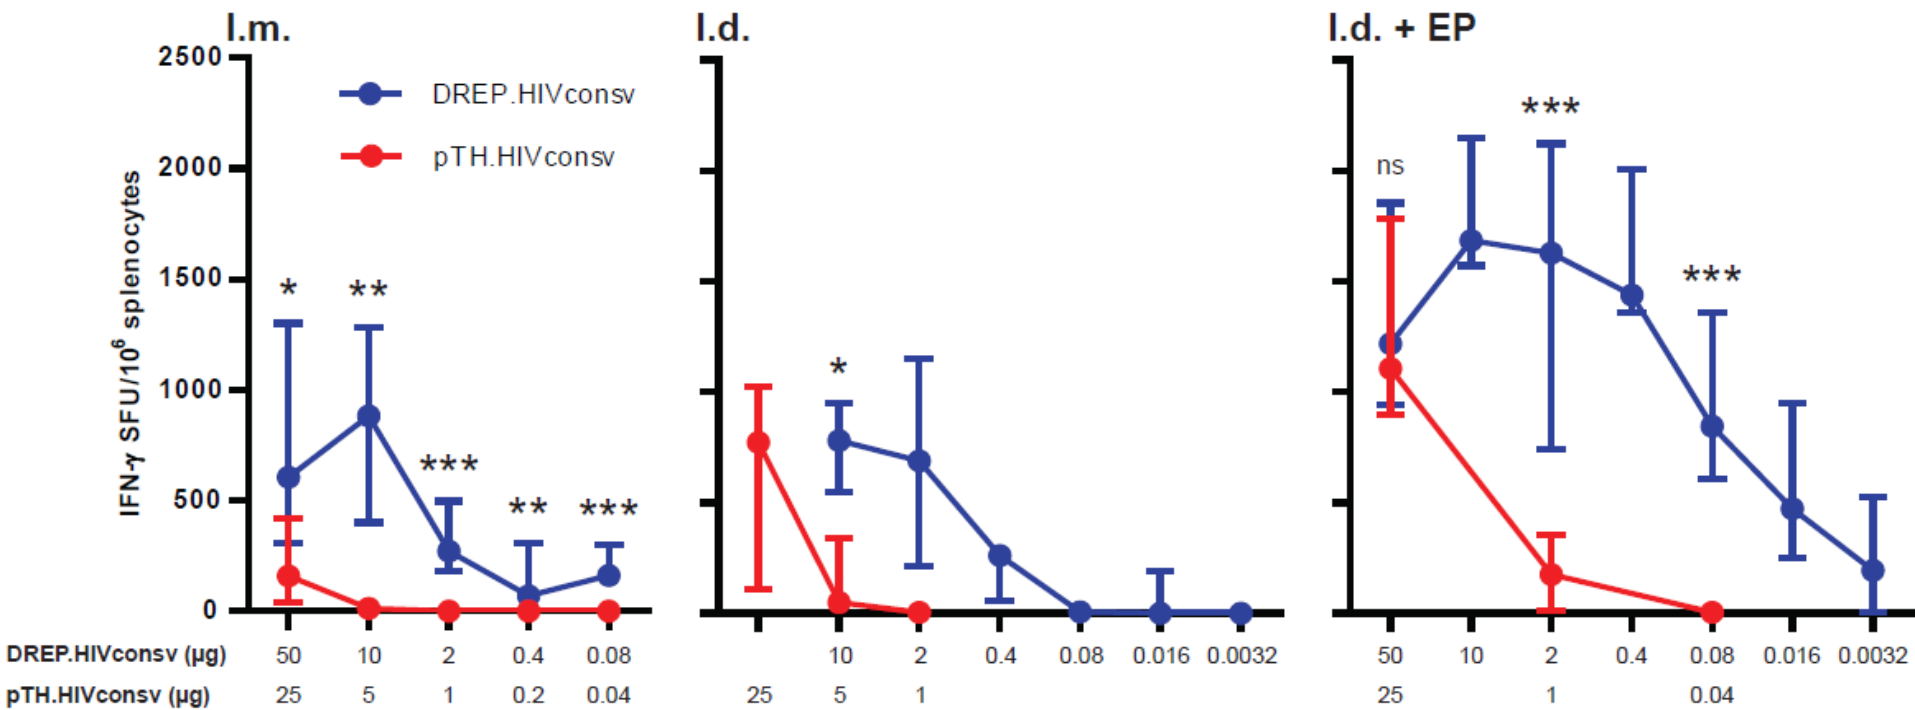 I.m.
I.d.
I.d. + EP
2500
2000
1500
1000
500
0
IFN-γ SFU/10⁶ splenocytes
DREP.HIVconsv
pTH.HIVconsv
* ** *** ** ***
*
ns *** ***
DREP.HIVconsv (µg) 50 10 2 0.4 0.08 10 2 0.4 0.08 0.016 0.0032 50 10 2 0.4 0.08 0.016 0.0032
pTH.HIVconsv (µg) 25 5 1 0.2 0.04 25 5 1 25 1 0.04